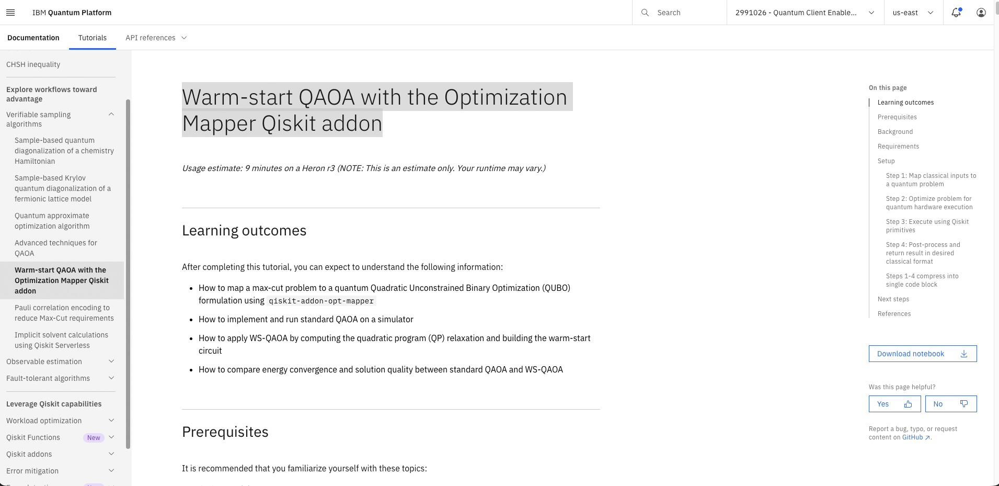 IBM Quantum Platform
Search
2991026 - Quantum Client Enable...
us-east
Documentation
Tutorials
API references
CHSH inequality
Explore workflows toward
advantage
Verifiable sampling
algorithms
Sample-based quantum
diagonalization of a chemistry
Hamiltonian
Sample-based Krylov
quantum diagonalization of a
fermionic lattice model
Quantum approximate
optimization algorithm
Advanced techniques for
QAOA
Warm-start QAOA with the
Optimization Mapper Qiskit
addon
Pauli correlation encoding to
reduce Max-Cut requirements
Implicit solvent calculations
using Qiskit Serverless
Observable estimation
Fault-tolerant algorithms
Leverage Qiskit capabilities
Workload optimization
Qiskit Functions New
Qiskit addons
Error mitigation
Warm-start QAOA with the Optimization
Mapper Qiskit addon
Usage estimate: 9 minutes on a Heron r3 (NOTE: This is an estimate only. Your runtime may vary.)
Learning outcomes
After completing this tutorial, you can expect to understand the following information:
• How to map a max-cut problem to a quantum Quadratic Unconstrained Binary Optimization (QUBO)
formulation using qiskit-addon-opt-mapper
• How to implement and run standard QAOA on a simulator
• How to apply WS-QAOA by computing the quadratic program (QP) relaxation and building the warm-start
circuit
• How to compare energy convergence and solution quality between standard QAOA and WS-QAOA
Prerequisites
It is recommended that you familiarize yourself with these topics:
On this page
Learning outcomes
Prerequisites
Background
Requirements
Setup
Step 1: Map classical inputs to
a quantum problem
Step 2: Optimize problem for
quantum hardware execution
Step 3: Execute using Qiskit
primitives
Step 4: Post-process and
return result in desired
classical format
Steps 1-4 compress into
single code block
Next steps
References
Download notebook
Was this page helpful?
Yes
No
Report a bug, typo, or request
content on GitHub ↗.